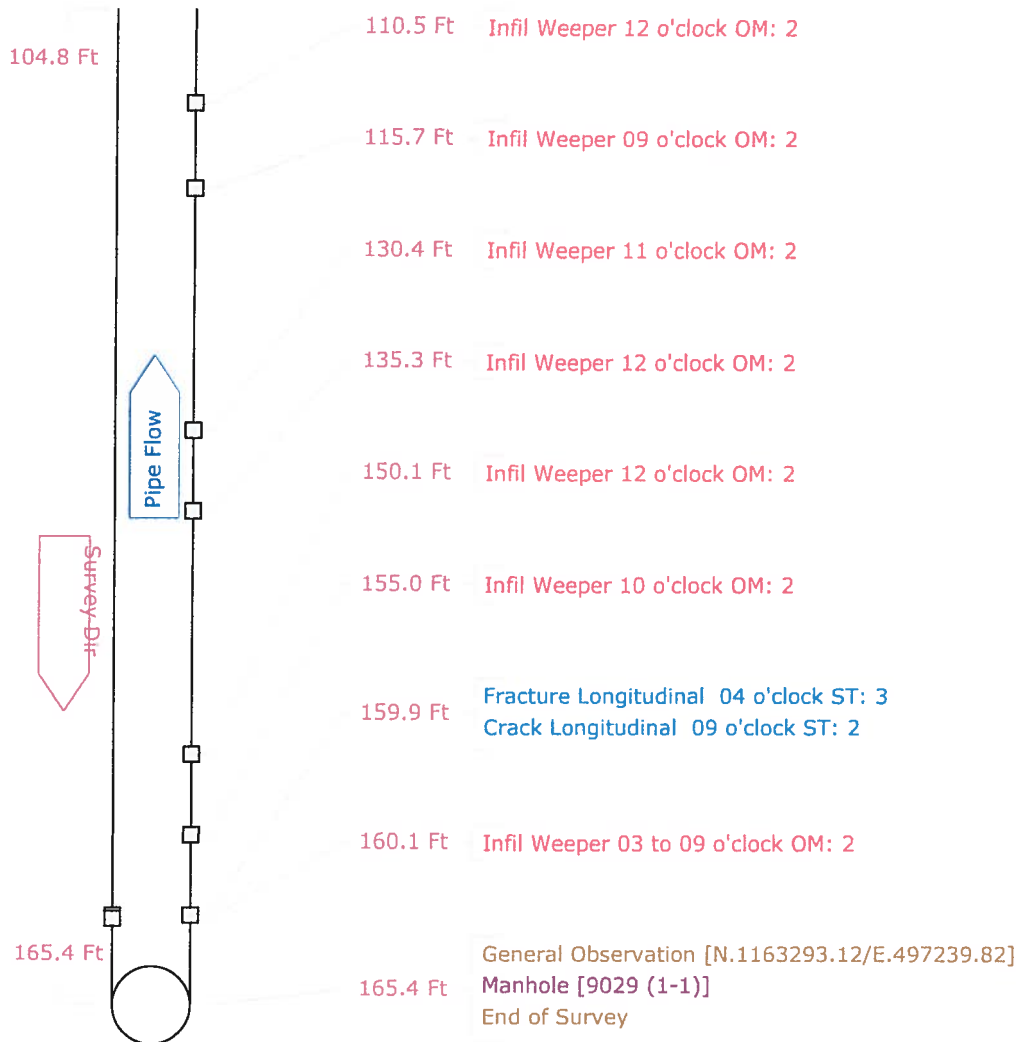 104.8 Ft
110.5 Ft Infil Weeper 12 o'clock OM: 2
115.7 Ft Infil Weeper 09 o'clock OM: 2
130.4 Ft Infil Weeper 11 o'clock OM: 2
135.3 Ft Infil Weeper 12 o'clock OM: 2
Pipe Flow
150.1 Ft Infil Weeper 12 o'clock OM: 2
Survey Dir
155.0 Ft Infil Weeper 10 o'clock OM: 2
159.9 Ft Fracture Longitudinal 04 o'clock ST: 3
Crack Longitudinal 09 o'clock ST: 2
160.1 Ft Infil Weeper 03 to 09 o'clock OM: 2
165.4 Ft
General Observation [N.1163293.12/E.497239.82]
165.4 Ft Manhole [9029 (1-1)]
End of Survey